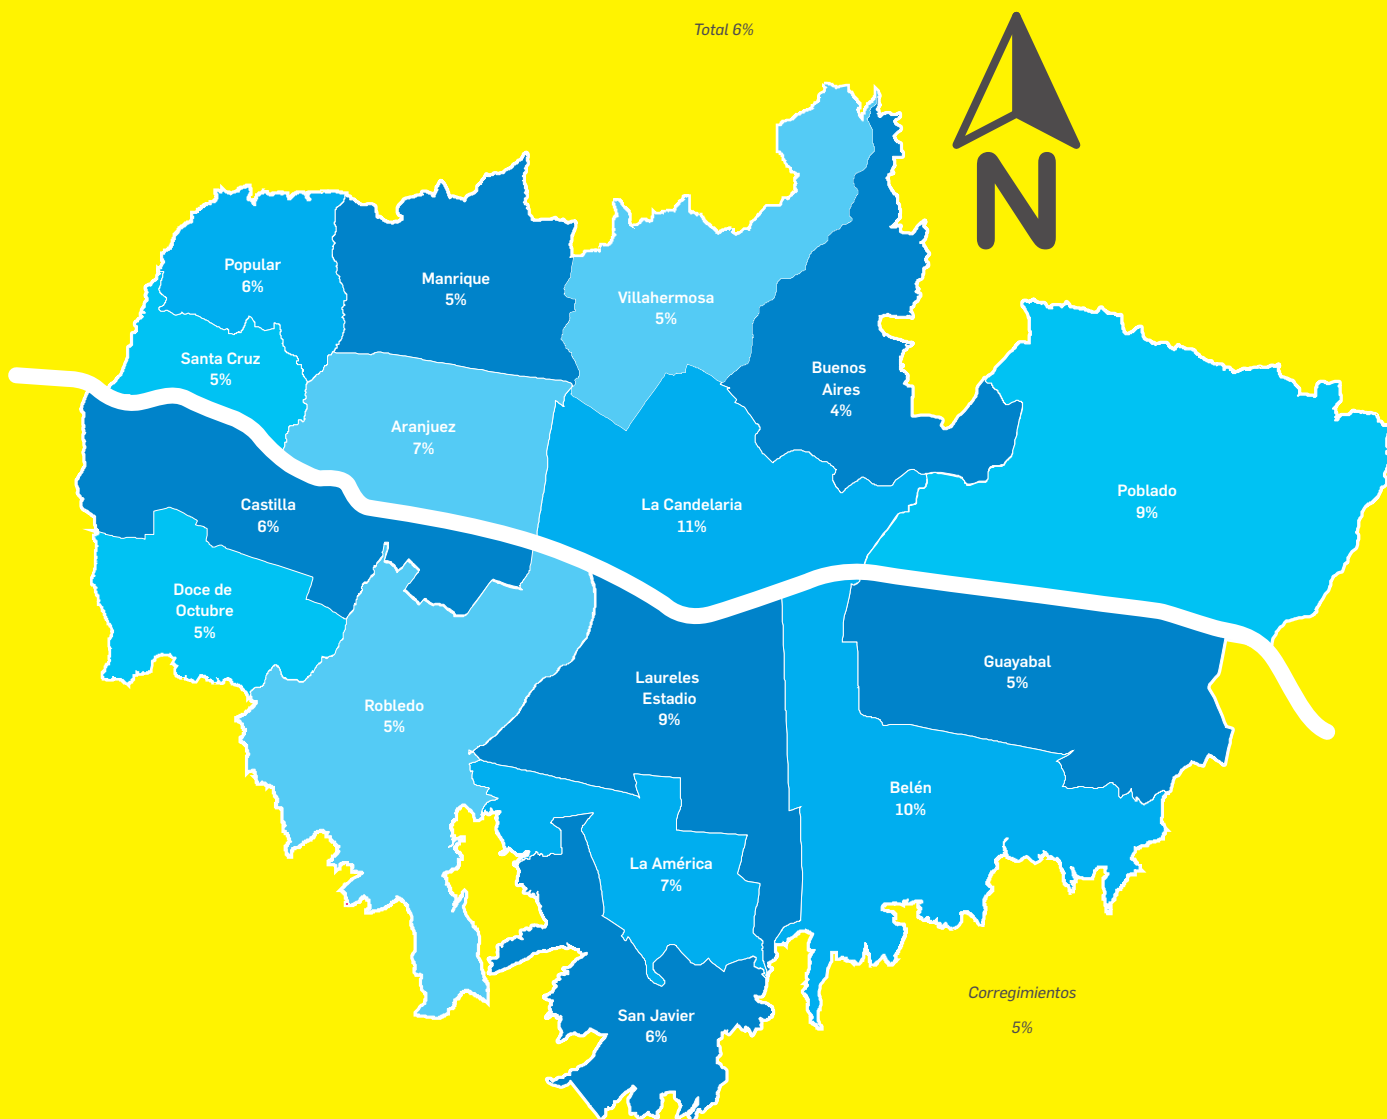 Total 6%
N
Popular
6%
Manrique
5%
Villahermosa
5%
Santa Cruz
5%
Buenos
Aires
4%
Aranjuez
7%
Castilla
6%
La Candelaria
11%
Poblado
9%
Doce de
Octubre
5%
Guayabal
5%
Laureles
Estadio
9%
Robledo
5%
Belén
10%
La América
7%
Corregimientos
5%
San Javier
6%